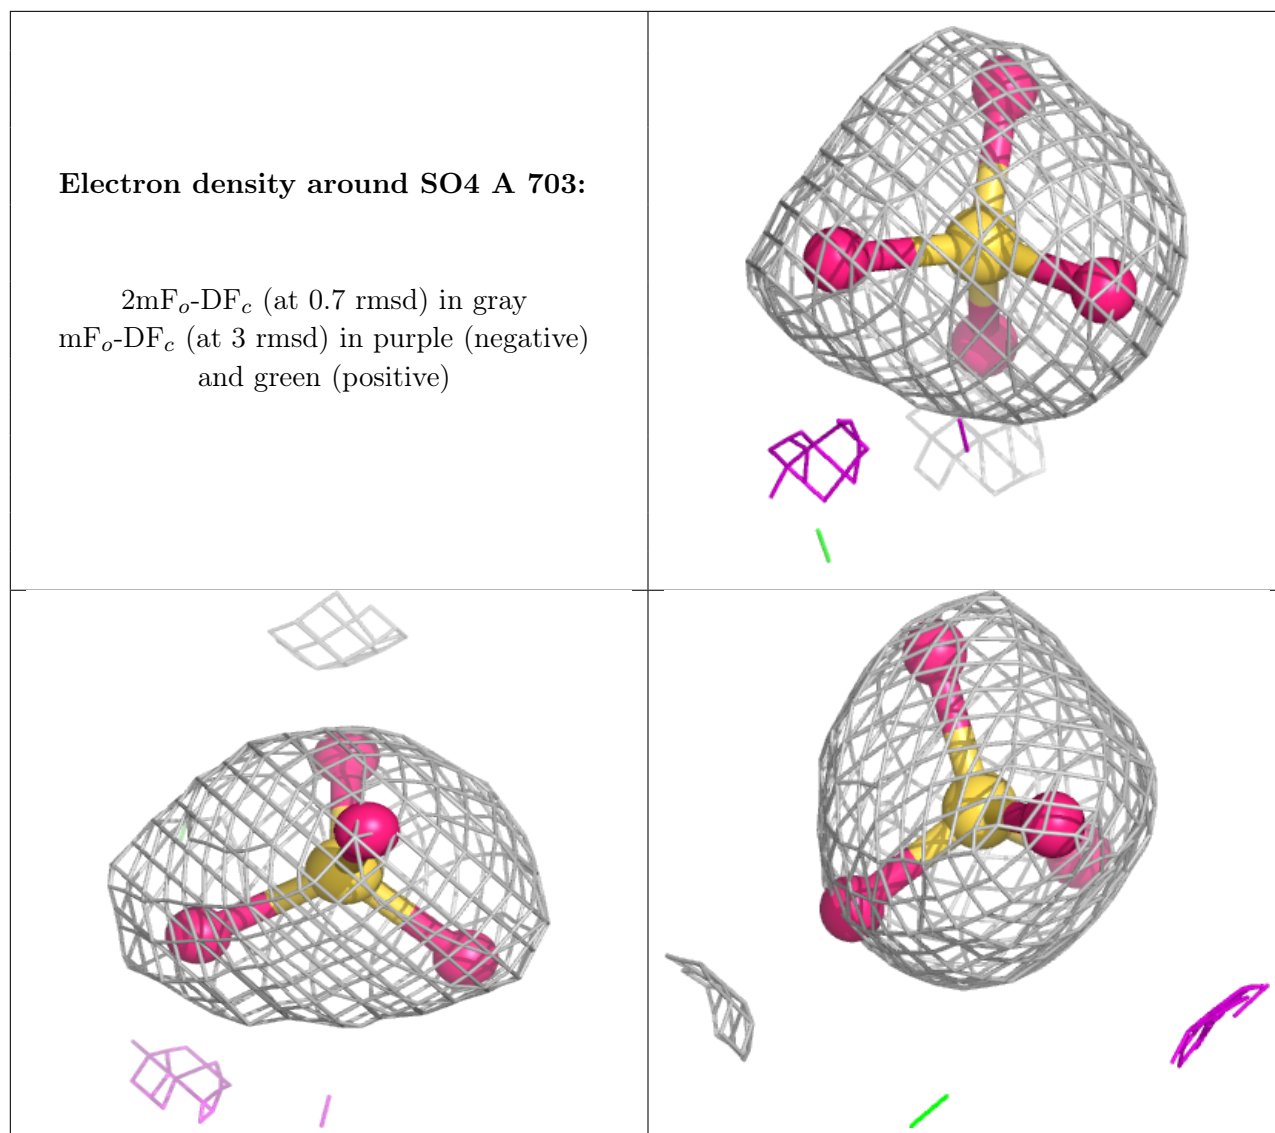 Electron density around SO4 A 703:
2mFₒ-DF𝒸 (at 0.7 rmsd) in gray
mFₒ-DF𝒸 (at 3 rmsd) in purple (negative)
and green (positive)